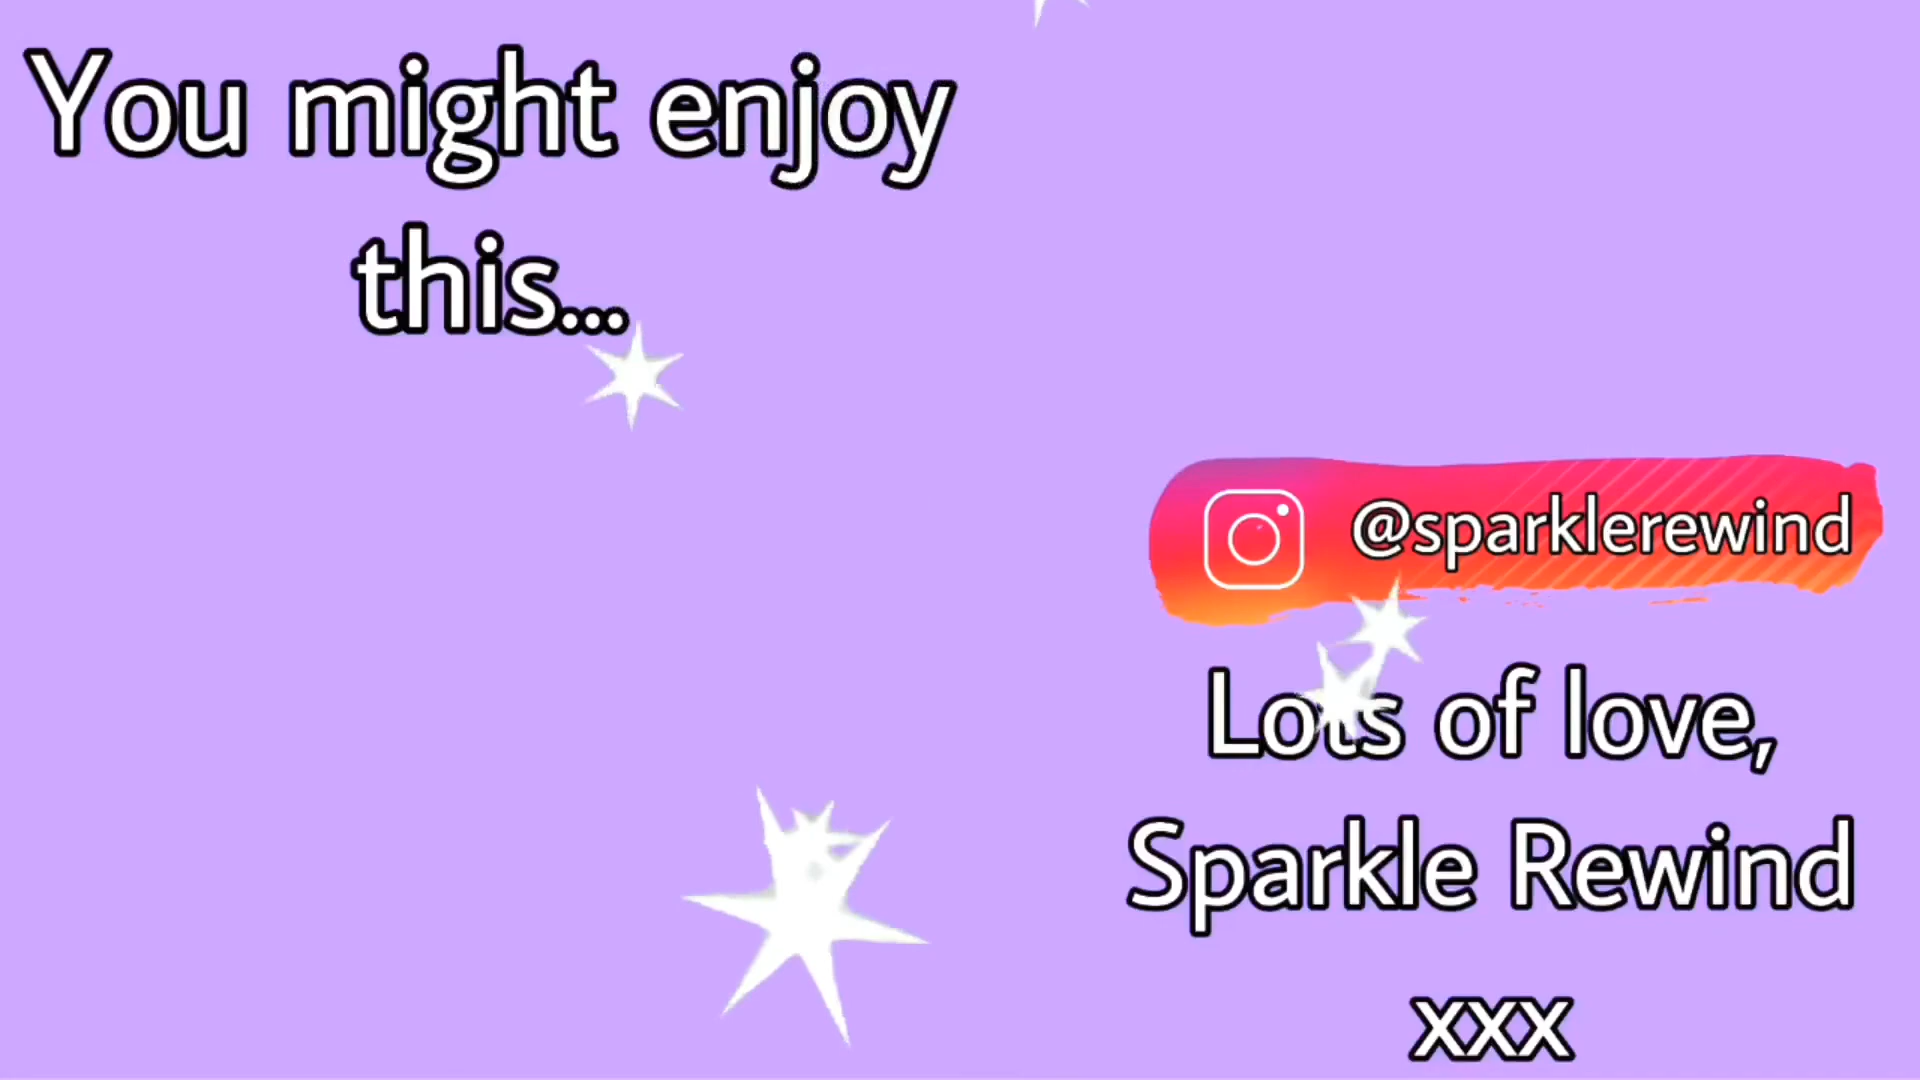 You might enjoy
this...
@sparklerewind
Lots of love,
Sparkle Rewind
xxx